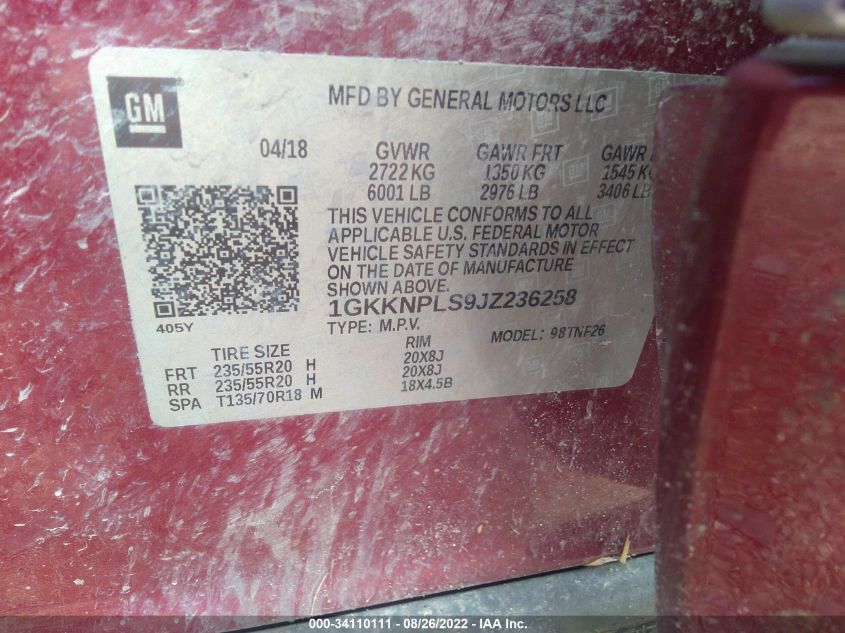 GM
MFD BY GENERAL MOTORS LLC
04/18 GVWR GAWR FRT GAWR
2722 KG 1350 KG 1545 KG
6001 LB 2976 LB 3406 LB
THIS VEHICLE CONFORMS TO ALL
APPLICABLE U.S. FEDERAL MOTOR
VEHICLE SAFETY STANDARDS IN EFFECT
ON THE DATE OF MANUFACTURE
SHOWN ABOVE.
1GKKNPLS9JZ236258
405Y
TYPE: M.P.V. MODEL: 98TNF26
TIRE SIZE RIM
FRT 235/55R20 H 20X8J
RR 235/55R20 H 20X8J
SPA T135/70R18 M 18X4.5B
000-34110111 - 08/26/2022 - IAA Inc.